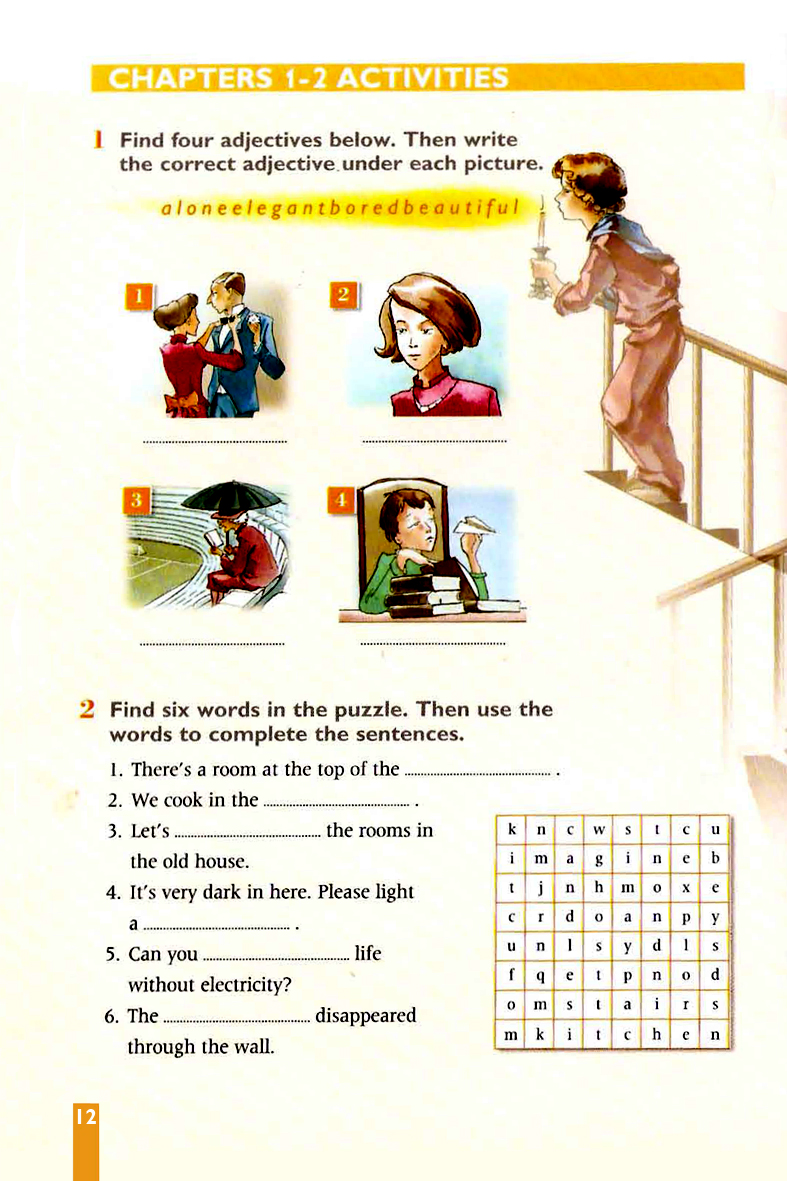 CHAPTERS 1-2 ACTIVITIES
1 Find four adjectives below. Then write
the correct adjective under each picture.
aloneelegantboredbeautiful
1 2
3 4
2 Find six words in the puzzle. Then use the
words to complete the sentences.
1. There's a room at the top of the .................... .
2. We cook in the .................... .
3. Let's .................... the rooms in
the old house.
4. It's very dark in here. Please light
a .................... .
5. Can you .................... life
without electricity?
6. The .................... disappeared
through the wall.
k n c w s t c u
i m a g i n e b
t j n h m o x e
c r d o a n p y
u n l s y d l s
f q e t p n o d
o m s t a i r s
m k i t c h e n
12